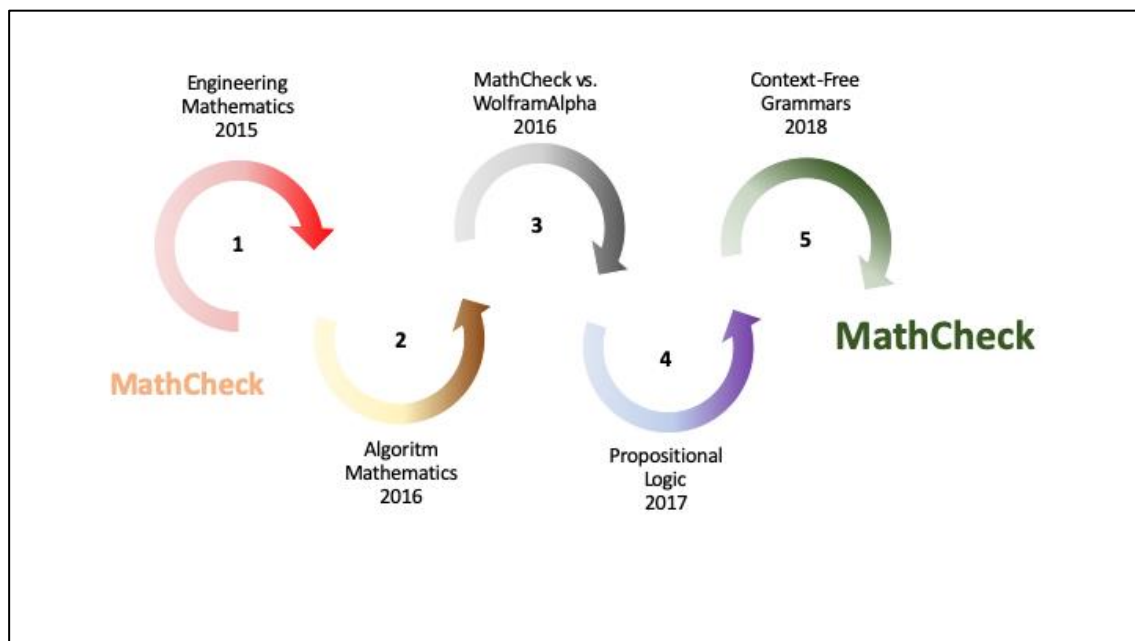 Engineering
Mathematics
2015
1
MathCheck
Algoritm
Mathematics
2016
2
MathCheck vs.
WolframAlpha
2016
3
Propositional
Logic
2017
4
Context-Free
Grammars
2018
5
MathCheck